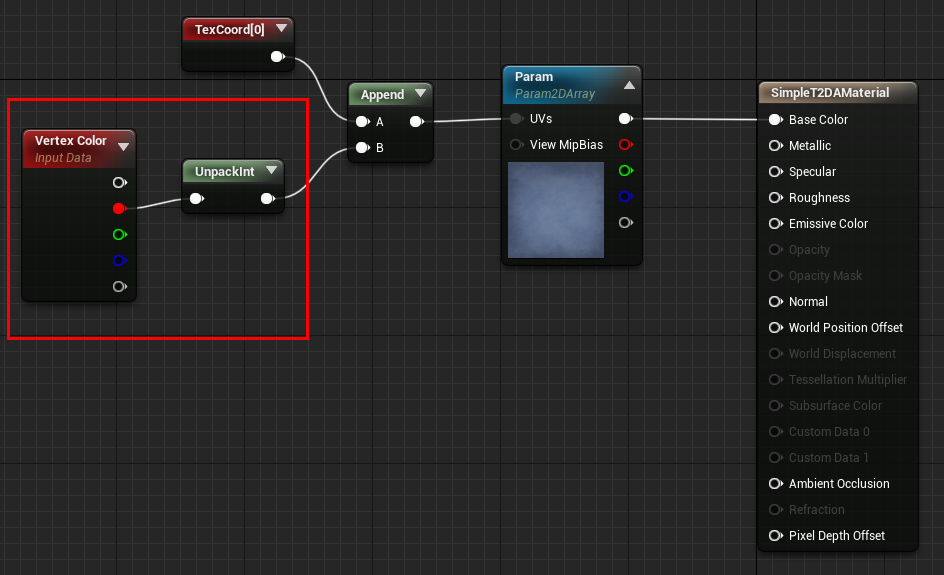 TexCoord[0]
Vertex Color
Input Data
UnpackInt
Append
A
B
Param
Param2DArray
UVs
View MipBias
SimpleT2DAMaterial
Base Color
Metallic
Specular
Roughness
Emissive Color
Opacity
Opacity Mask
Normal
World Position Offset
World Displacement
Tessellation Multiplier
Subsurface Color
Custom Data 0
Custom Data 1
Ambient Occlusion
Refraction
Pixel Depth Offset